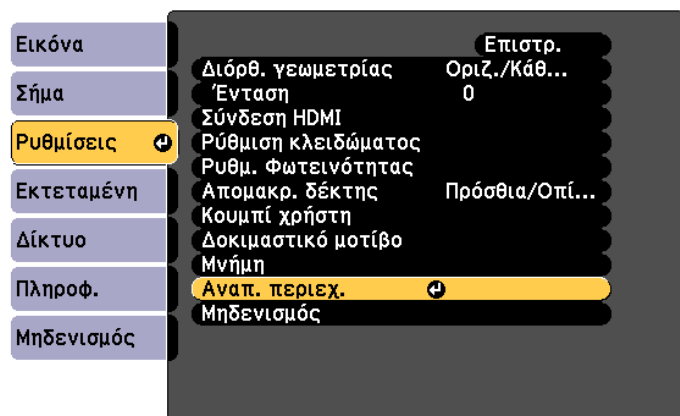 Εικόνα
Σήμα
Ρυθμίσεις
Εκτεταμένη
Δίκτυο
Πληροφ.
Μηδενισμός
Επιστρ.
Διόρθ. γεωμετρίας Οριζ./Κάθ...
Ένταση 0
Σύνδεση HDMI
Ρύθμιση κλειδώματος
Ρυθμ. Φωτεινότητας
Απομακρ. δέκτης Πρόσθια/Οπί...
Κουμπί χρήστη
Δοκιμαστικό μοτίβο
Μνήμη
Αναπ. περιεχ.
Μηδενισμός